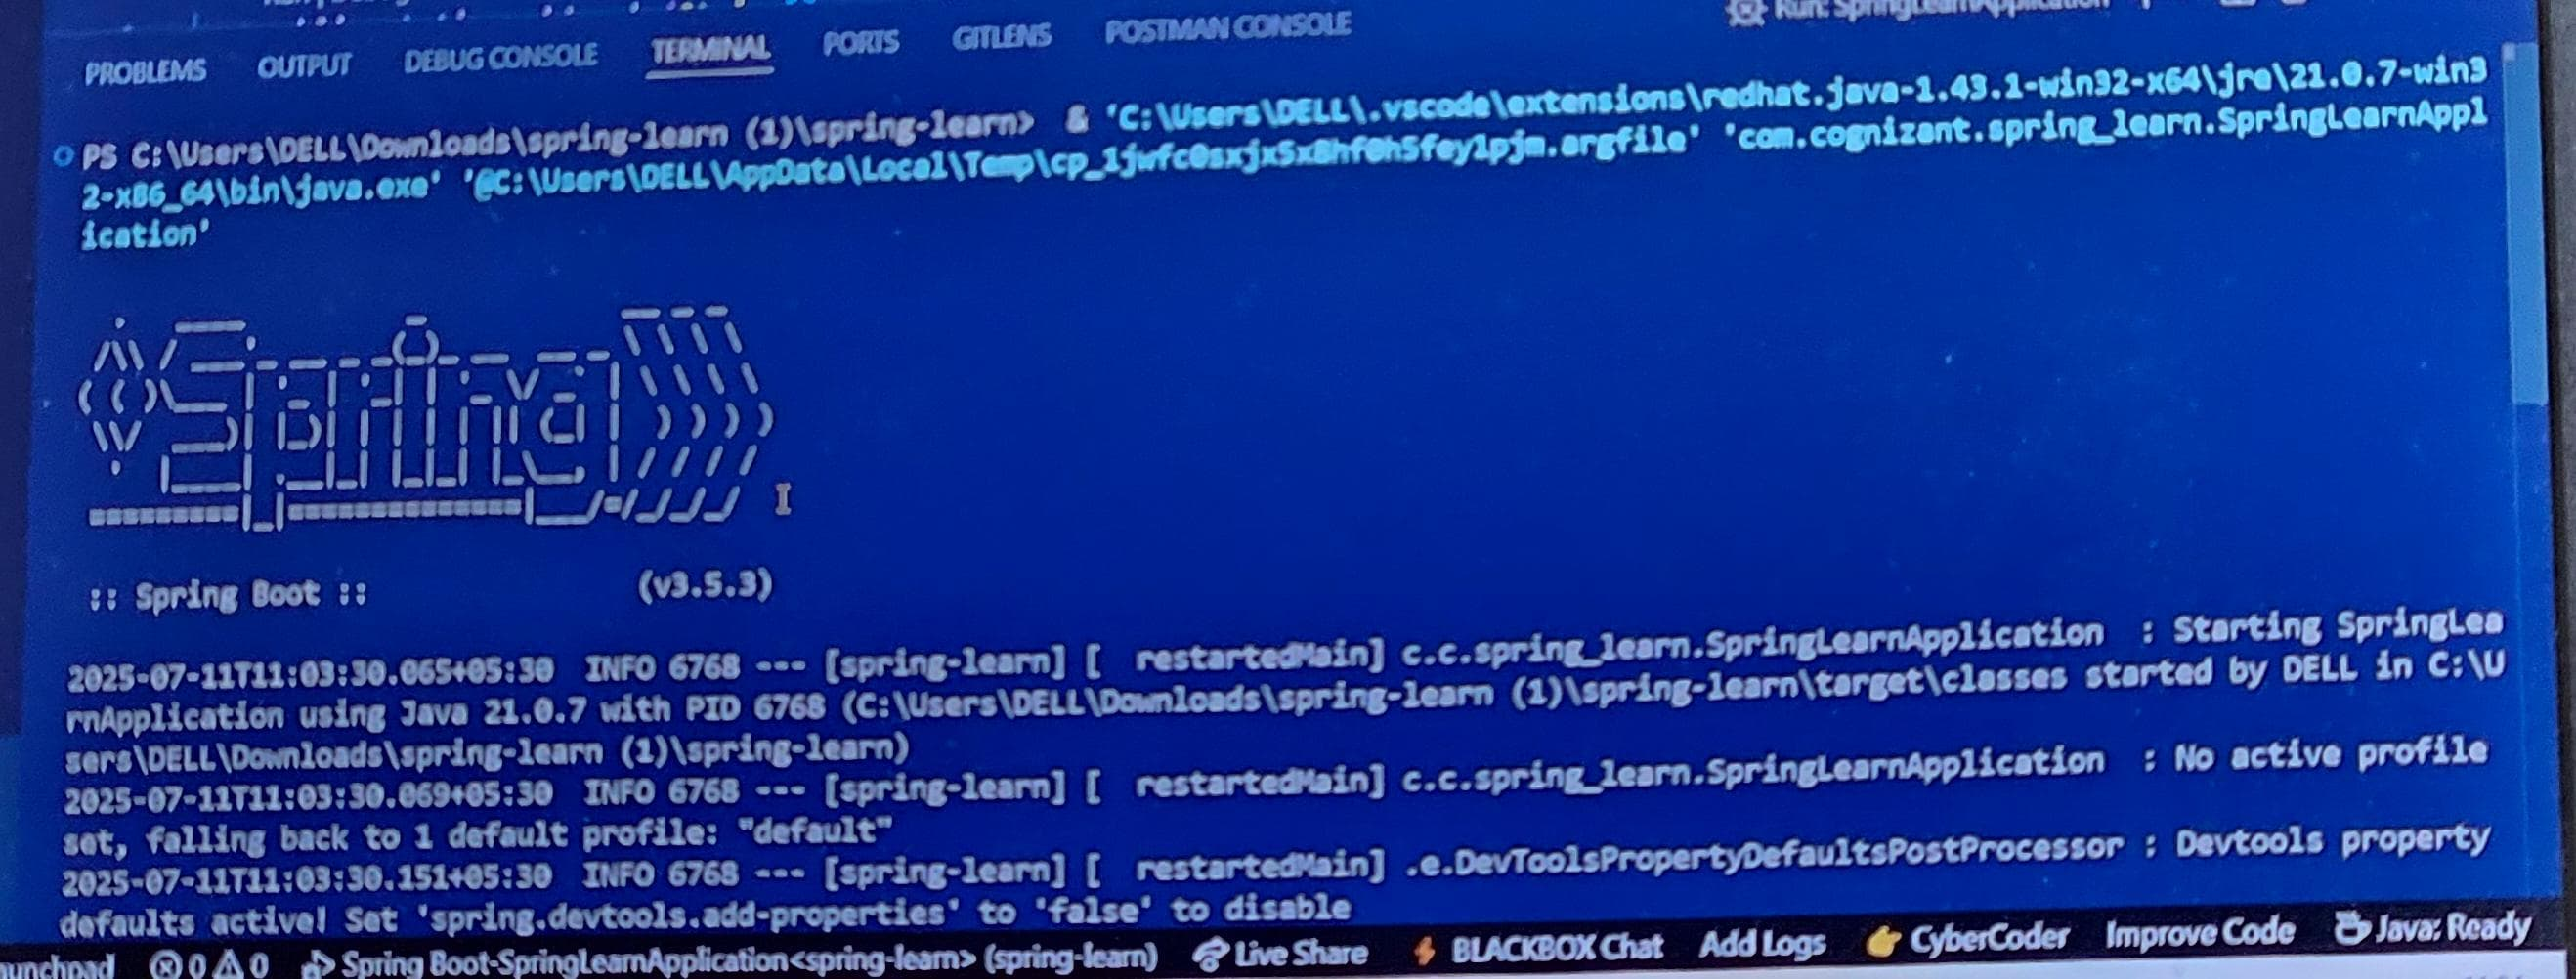 Run: SpringLearnApplication
PROBLEMS OUTPUT DEBUG CONSOLE TERMINAL PORTS GITLENS POSTMAN CONSOLE
PS C:\Users\DELL\Downloads\spring-learn (1)\spring-learn> & 'C:\Users\DELL\.vscode\extensions\redhat.java-1.43.1-win32-x64\jre\21.0.7-win3
2-x86_64\bin\java.exe' '@C:\Users\DELL\AppData\Local\Temp\cp_1jwfc0sxjx5x8hf0h5fey1pjm.argfile' 'com.cognizant.spring_learn.SpringLearnAppl
ication'
:: Spring Boot :: (v3.5.3)
2025-07-11T11:03:30.065+05:30 INFO 6768 --- [spring-learn] [ restartedMain] c.c.spring_learn.SpringLearnApplication : Starting SpringLea
rnApplication using Java 21.0.7 with PID 6768 (C:\Users\DELL\Downloads\spring-learn (1)\spring-learn\target\classes started by DELL in C:\U
sers\DELL\Downloads\spring-learn (1)\spring-learn)
2025-07-11T11:03:30.069+05:30 INFO 6768 --- [spring-learn] [ restartedMain] c.c.spring_learn.SpringLearnApplication : No active profile
set, falling back to 1 default profile: "default"
2025-07-11T11:03:30.151+05:30 INFO 6768 --- [spring-learn] [ restartedMain] .e.DevToolsPropertyDefaultsPostProcessor : Devtools property
defaults active! Set 'spring.devtools.add-properties' to 'false' to disable
unchpad 0 0 Spring Boot-SpringLearnApplication<spring-learn> (spring-learn) Live Share BLACKBOX Chat Add Logs CyberCoder Improve Code Java: Ready